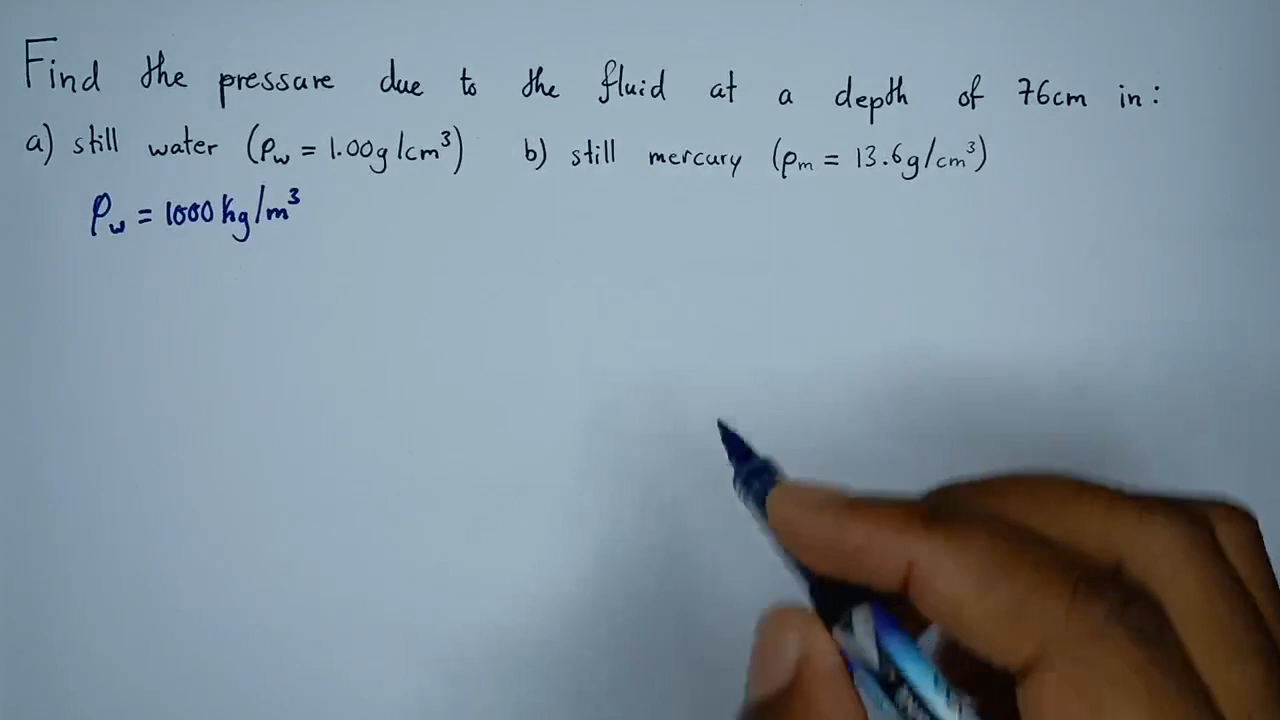 Find the pressure due to the fluid at a depth of 76cm in:
a) still water (ρw = 1.00g/cm³) b) still mercury (ρm = 13.6g/cm³)
ρw = 1000 kg/m³